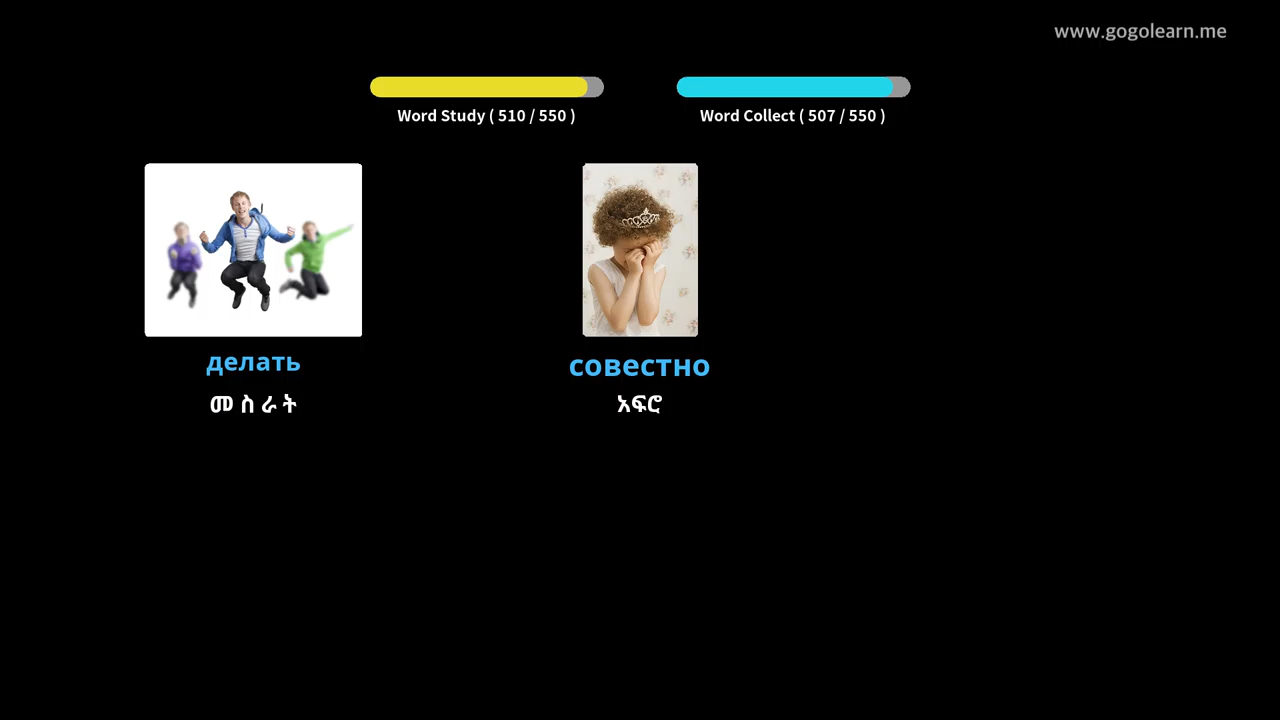 www.gogolearn.me
Word Study ( 510 / 550 )
Word Collect ( 507 / 550 )
делать
መ ስ ራ ት
совестно
አፍሮ